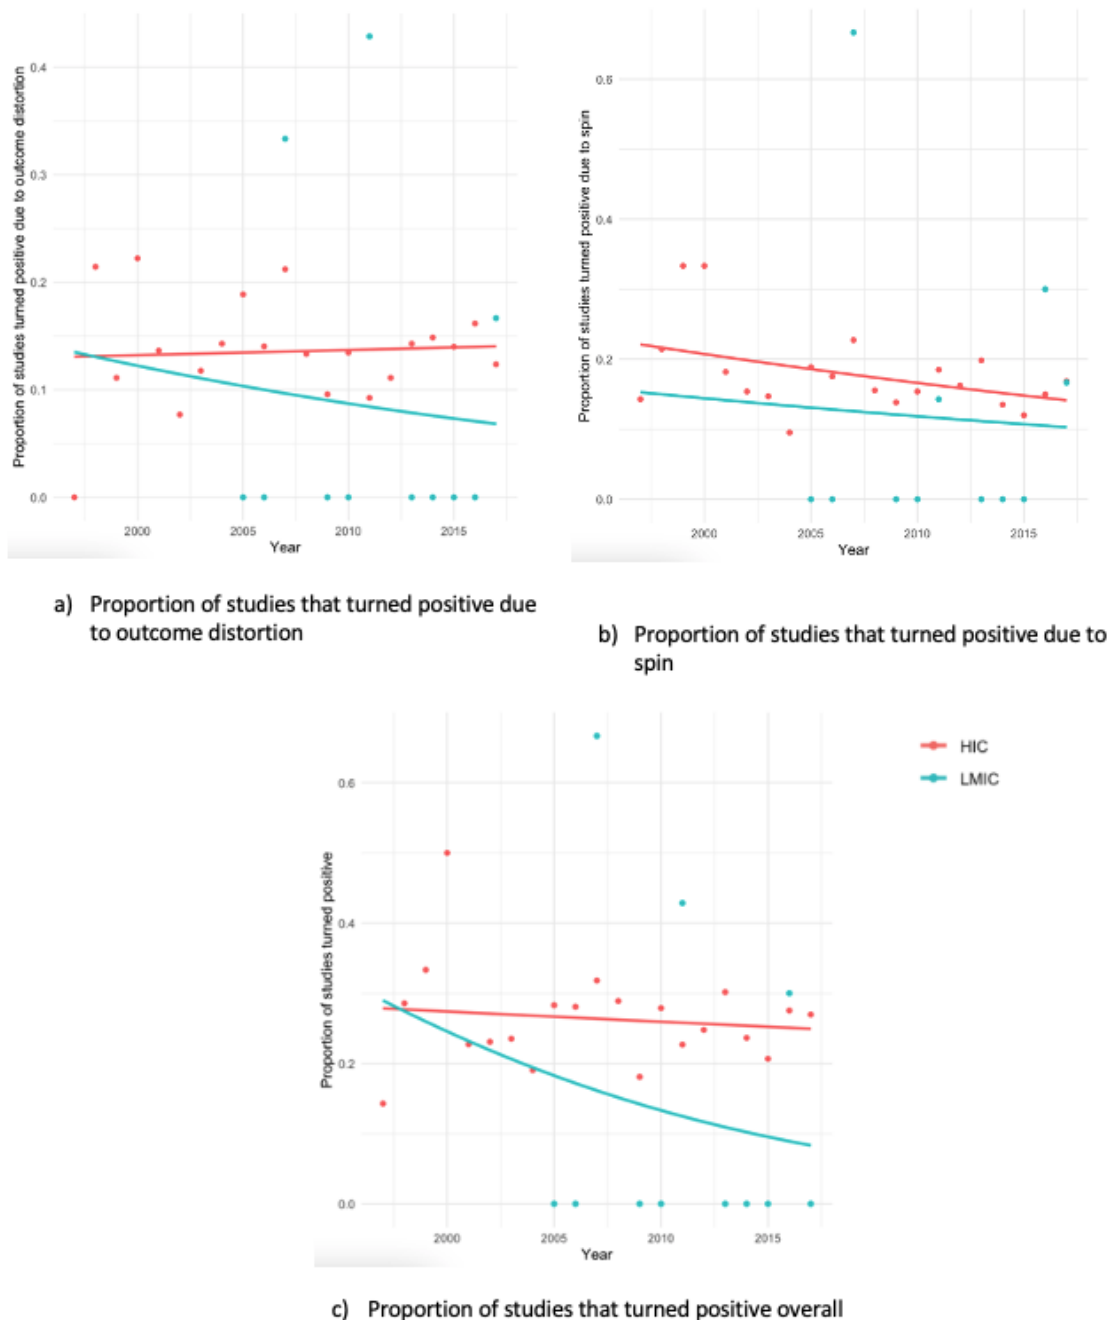 Proportion of studies turned positive due to outcome distortion
0.4
0.3
0.2
0.1
0.0
2000 2005 2010 2015
Year
a) Proportion of studies that turned positive due
to outcome distortion
Proportion of studies turned positive due to spin
0.6
0.4
0.2
0.0
2000 2005 2010 2015
Year
b) Proportion of studies that turned positive due to
spin
Proportion of studies turned positive
0.6
0.4
0.2
0.0
2000 2005 2010 2015
Year
HIC
LMIC
c) Proportion of studies that turned positive overall